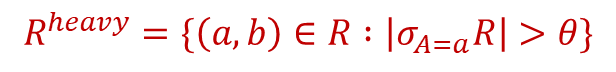 R^{heavy} = {(a, b) ∈ R : |σ_{A=a}R| > θ}